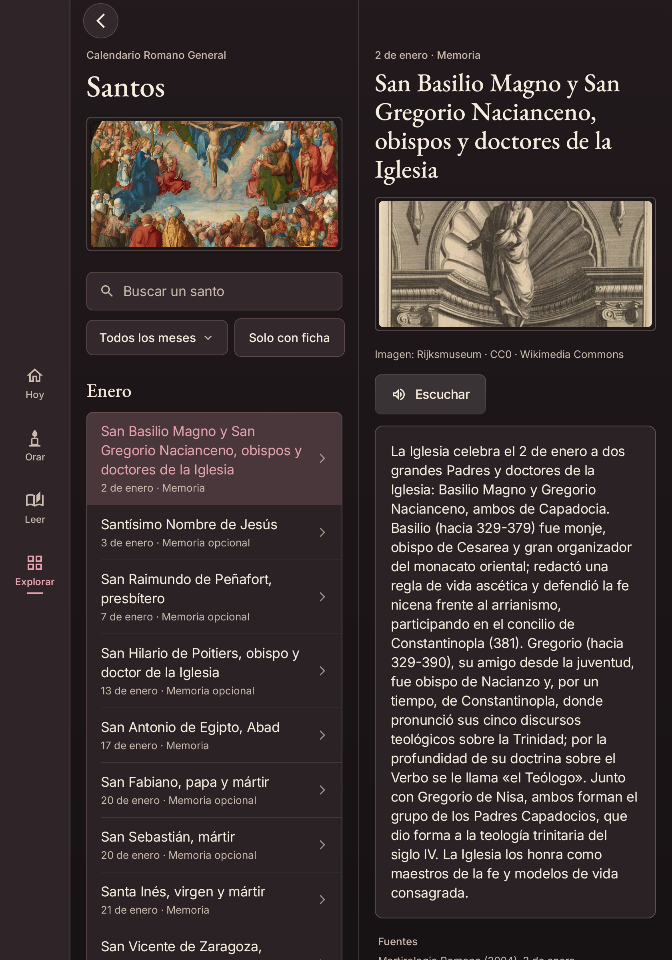 Calendario Romano General
Santos
Buscar un santo
Todos los meses
Solo con ficha
Enero
San Basilio Magno y San
Gregorio Nacianceno, obispos y
doctores de la Iglesia
2 de enero · Memoria
Santísimo Nombre de Jesús
3 de enero · Memoria opcional
San Raimundo de Peñafort,
presbítero
7 de enero · Memoria opcional
San Hilario de Poitiers, obispo y
doctor de la Iglesia
13 de enero · Memoria opcional
San Antonio de Egipto, Abad
17 de enero · Memoria
San Fabiano, papa y mártir
20 de enero · Memoria opcional
San Sebastián, mártir
20 de enero · Memoria opcional
Santa Inés, virgen y mártir
21 de enero · Memoria
San Vicente de Zaragoza,
Hoy
Orar
Leer
Explorar
2 de enero · Memoria
San Basilio Magno y San
Gregorio Nacianceno,
obispos y doctores de la
Iglesia
Imagen: Rijksmuseum · CC0 · Wikimedia Commons
Escuchar
La Iglesia celebra el 2 de enero a dos
grandes Padres y doctores de la
Iglesia: Basilio Magno y Gregorio
Nacianceno, ambos de Capadocia.
Basilio (hacia 329-379) fue monje,
obispo de Cesarea y gran organizador
del monacato oriental; redactó una
regla de vida ascética y defendió la fe
nicena frente al arrianismo,
participando en el concilio de
Constantinopla (381). Gregorio (hacia
329-390), su amigo desde la juventud,
fue obispo de Nacianzo y, por un
tiempo, de Constantinopla, donde
pronunció sus cinco discursos
teológicos sobre la Trinidad; por la
profundidad de su doctrina sobre el
Verbo se le llama «el Teólogo». Junto
con Gregorio de Nisa, ambos forman el
grupo de los Padres Capadocios, que
dio forma a la teología trinitaria del
siglo IV. La Iglesia los honra como
maestros de la fe y modelos de vida
consagrada.
Fuentes